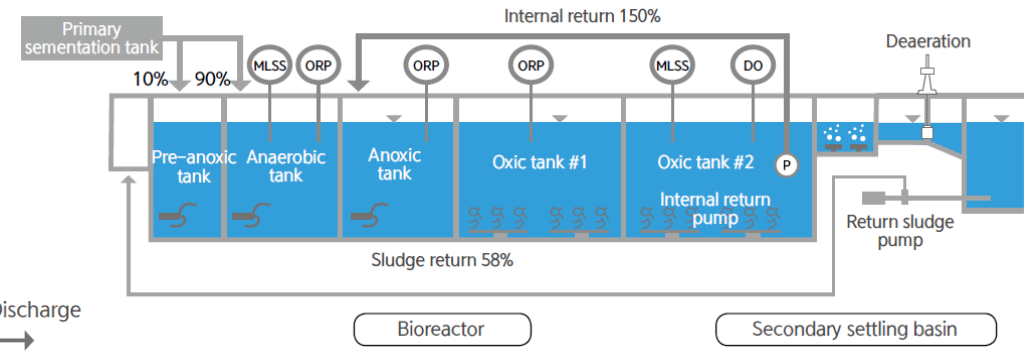 Internal return 150%
Primary
sementation tank
Deaeration
10%
90%
MLSS
ORP
ORP
ORP
MLSS
DO
Pre-anoxic
tank
Anaerobic
tank
Anoxic
tank
Oxic tank #1
Oxic tank #2
P
Internal return
pump
Return sludge
pump
Sludge return 58%
Discharge
Bioreactor
Secondary settling basin